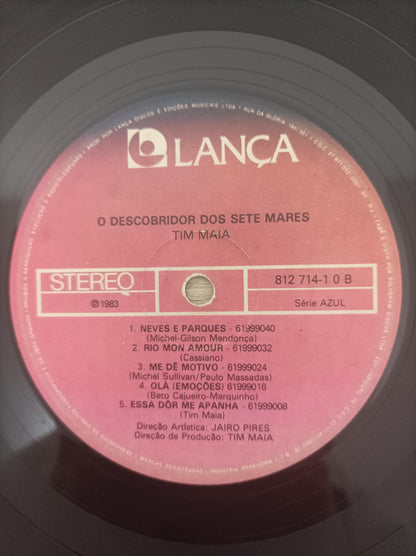 LANÇA
O DESCOBRIDOR DOS SETE MARES
TIM MAIA
STEREO
℗1983
812 714-1 0 B
Série AZUL
1. NEVES E PARQUES - 61999040
(Michel-Gilson Mendonça)
2. RIO MON AMOUR - 61999032
(Cassiano)
3. ME DÊ MOTIVO - 61999024
(Michel Sullivan/Paulo Massadas)
4. OLÁ (EMOÇÕES) 61999016
(Beto Cajueiro-Marquinho)
5. ESSA DÔR ME APANHA - 61999008
(Tim Maia)
Direção Artística: JAIRO PIRES
Direção de Produção: TIM MAIA